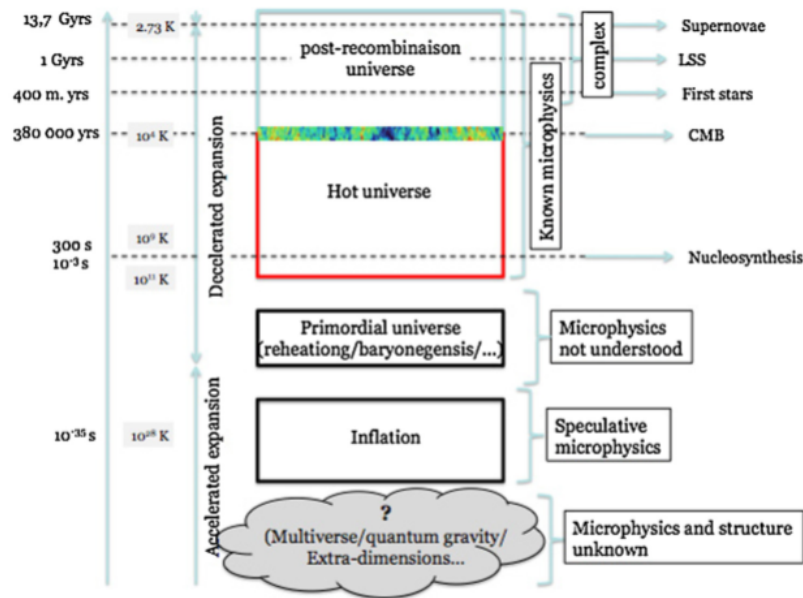 13,7 Gyrs
2.73 K
post-recombinaison
universe
complex
Supernovae
1 Gyrs
LSS
400 m. yrs
First stars
380 000 yrs
10⁴ K
CMB
Known microphysics
Decelerated expansion
Hot universe
10⁹ K
300 s
10⁻³ s
Nucleosynthesis
10¹¹ K
Primordial universe
(reheationg/baryonegensis/...)
Microphysics
not understood
Accelerated expansion
10⁻³⁵ s
10²⁸ K
Inflation
Speculative
microphysics
?
(Multiverse/quantum gravity/
Extra-dimensions...
Microphysics and structure
unknown